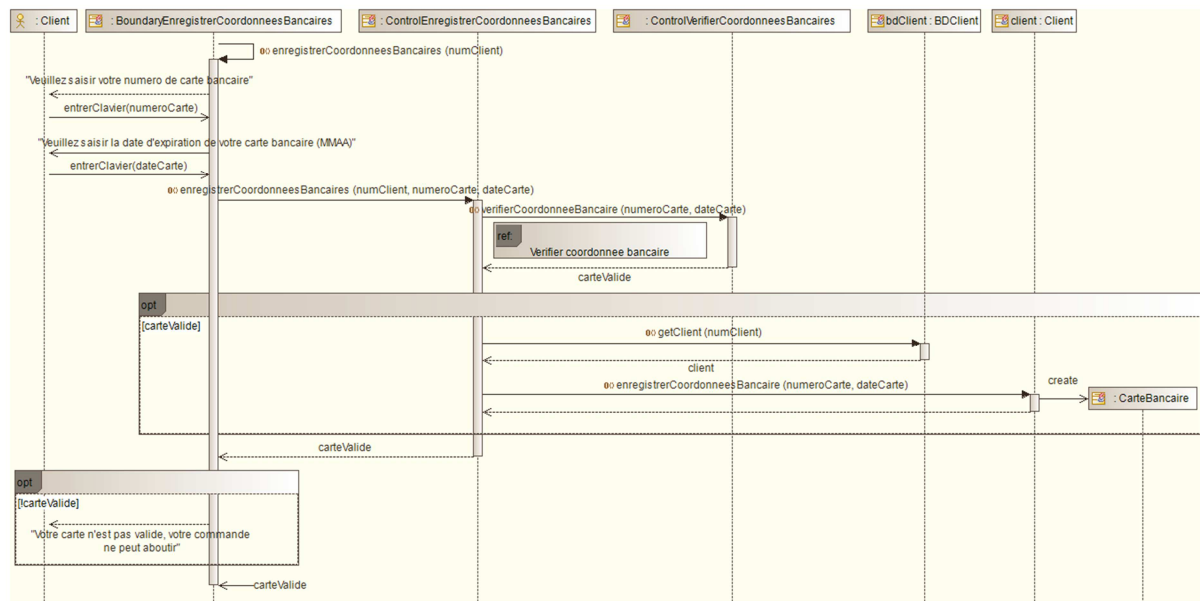 : Client
: BoundaryEnregistrerCoordonneesBancaires
: ControlEnregistrerCoordonneesBancaires
: ControlVerifierCoordonneesBancaires
bdClient : BDClient
client : Client
enregistrerCoordonneesBancaires (numClient)
"Veuillez saisir votre numero de carte bancaire"
entrerClavier(numeroCarte)
"Veuillez saisir la date d'expiration de votre carte bancaire (MMAA)"
entrerClavier(dateCarte)
enregistrerCoordonneesBancaires (numClient, numeroCarte, dateCarte)
verifierCoordonneeBancaire (numeroCarte, dateCarte)
ref:
Verifier coordonnee bancaire
carteValide
opt
[carteValide]
getClient (numClient)
client
enregistrerCoordonneesBancaire (numeroCarte, dateCarte)
create
: CarteBancaire
carteValide
opt
[!carteValide]
"Votre carte n'est pas valide, votre commande
ne peut aboutir"
carteValide